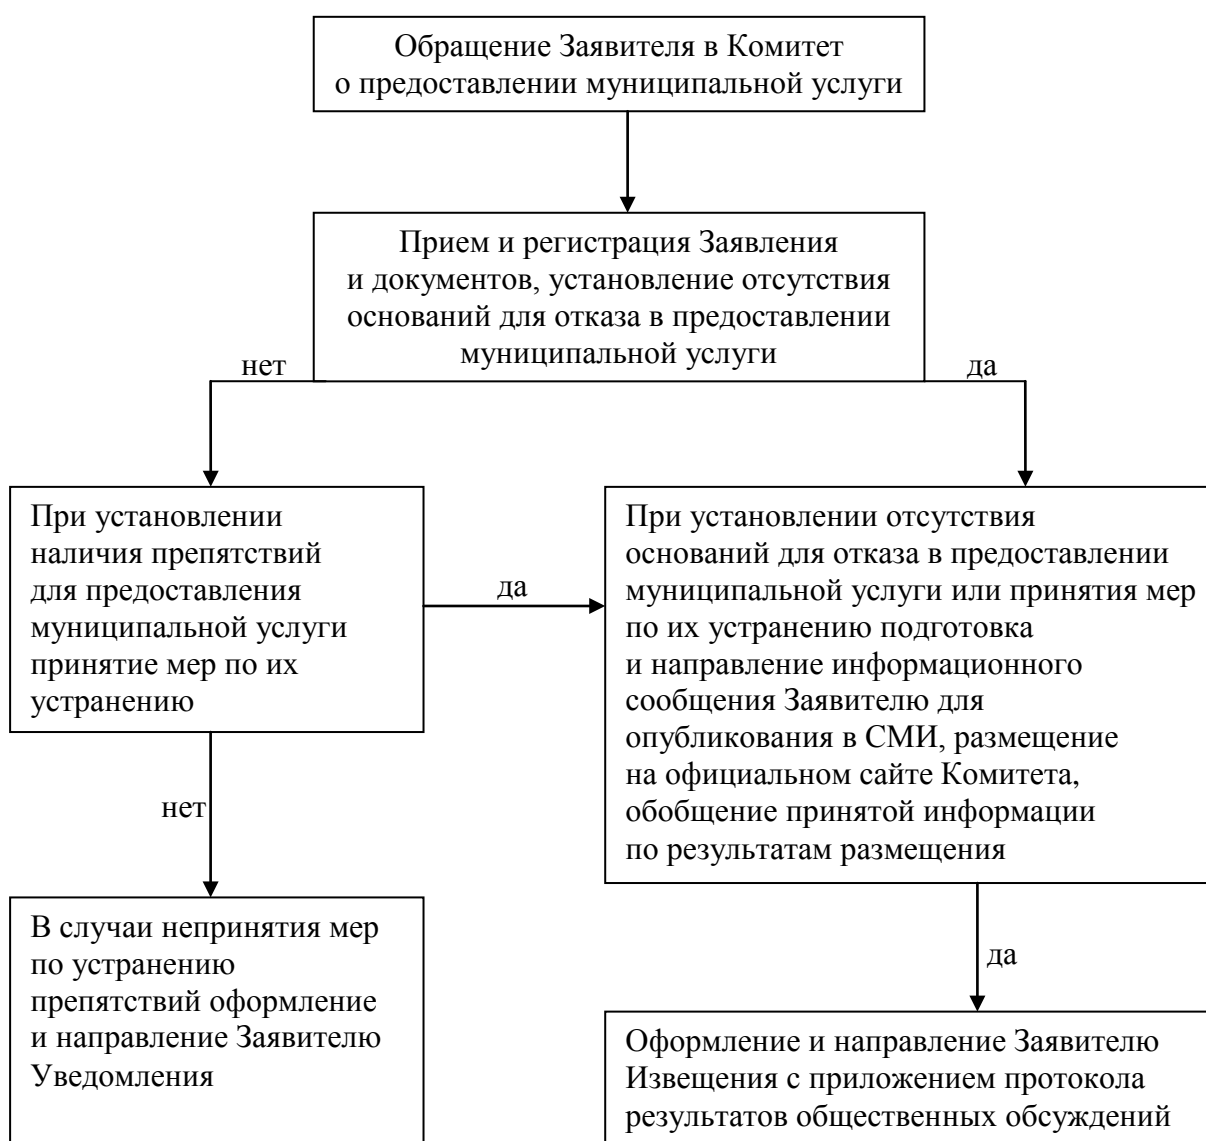 Обращение Заявителя в Комитет
о предоставлении муниципальной услуги
Прием и регистрация Заявления
и документов, установление отсутствия
оснований для отказа в предоставлении
муниципальной услуги
нет
да
При установлении
наличия препятствий
для предоставления
муниципальной услуги
принятие мер по их
устранению
да
При установлении отсутствия
оснований для отказа в предоставлении
муниципальной услуги или принятия мер
по их устранению подготовка
и направление информационного
сообщения Заявителю для
опубликования в СМИ, размещение
на официальном сайте Комитета,
обобщение принятой информации
по результатам размещения
нет
В случаи непринятия мер
по устранению
препятствий оформление
и направление Заявителю
Уведомления
да
Оформление и направление Заявителю
Извещения с приложением протокола
результатов общественных обсуждений